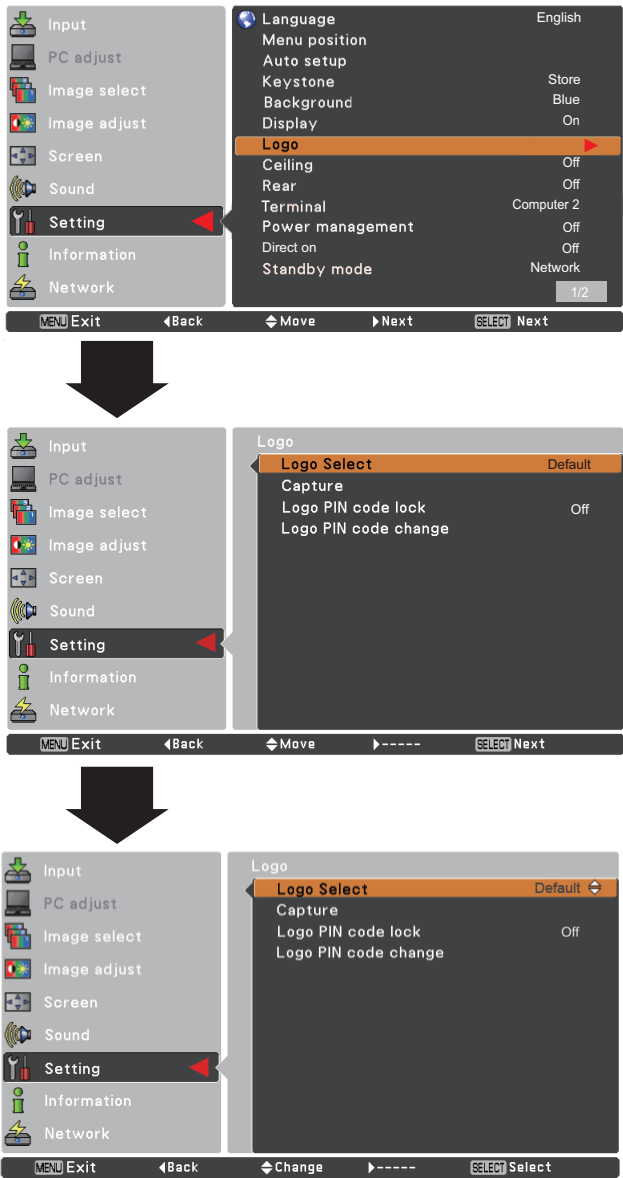 Input
PC adjust
Image select
Image adjust
Screen
Sound
Setting
Information
Network
Language English
Menu position
Auto setup
Keystone Store
Background Blue
Display On
Logo
Ceiling Off
Rear Off
Terminal Computer 2
Power management Off
Direct on Off
Standby mode Network
1/2
MENU Exit Back Move Next SELECT Next
Input
PC adjust
Image select
Image adjust
Screen
Sound
Setting
Information
Network
Logo
Logo Select Default
Capture
Logo PIN code lock Off
Logo PIN code change
MENU Exit Back Move ----- SELECT Next
Input
PC adjust
Image select
Image adjust
Screen
Sound
Setting
Information
Network
Logo
Logo Select Default
Capture
Logo PIN code lock Off
Logo PIN code change
MENU Exit Back Change ----- SELECT Select